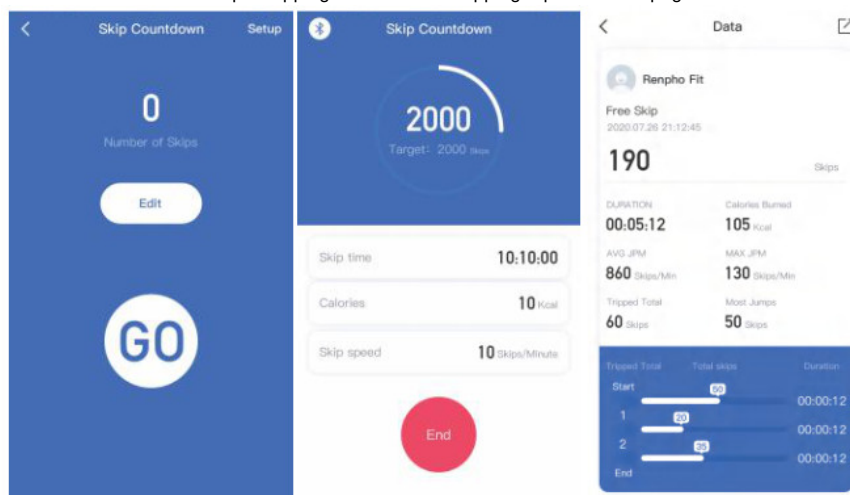 Skip Countdown Setup
0
Number of Skips
Edit
GO
Skip Countdown
2000
Target: 2000 Skips
Skip time 10:10:00
Calories 10 Kcal
Skip speed 10 Skips/Minute
End
Data
Renpho Fit
Free Skip
2020.07.26 21:12:45
190 Skips
DURATION Calories Burned
00:05:12 105 Kcal
AVG JPM MAX JPM
860 Skips/Min 130 Skips/Min
Tripped Total Most Jumps
60 Skips 50 Skips
Tripped Total Total skips Duration
Start 50
00:00:12
1 20
00:00:12
2 35
00:00:12
End